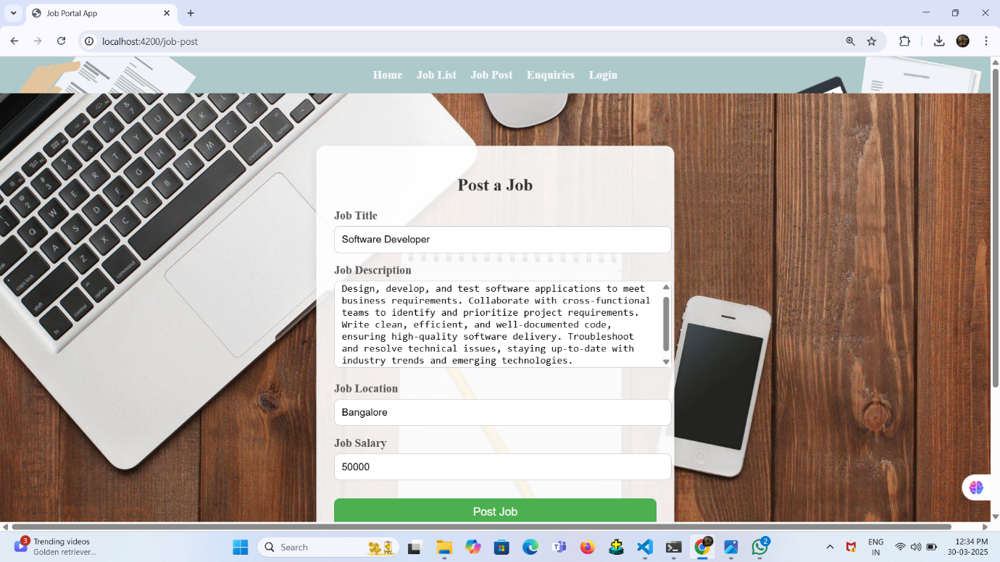 Job Portal App
localhost:4200/job-post
Home Job List Job Post Enquiries Login
Post a Job
Job Title
Software Developer
Job Description
Design, develop, and test software applications to meet
business requirements. Collaborate with cross-functional
teams to identify and prioritize project requirements.
Write clean, efficient, and well-documented code,
ensuring high-quality software delivery. Troubleshoot
and resolve technical issues, staying up-to-date with
industry trends and emerging technologies.
Job Location
Bangalore
Job Salary
50000
Post Job
3
Trending videos
Golden retriever...
Search
2
ENG
IN
12:34 PM
30-03-2025